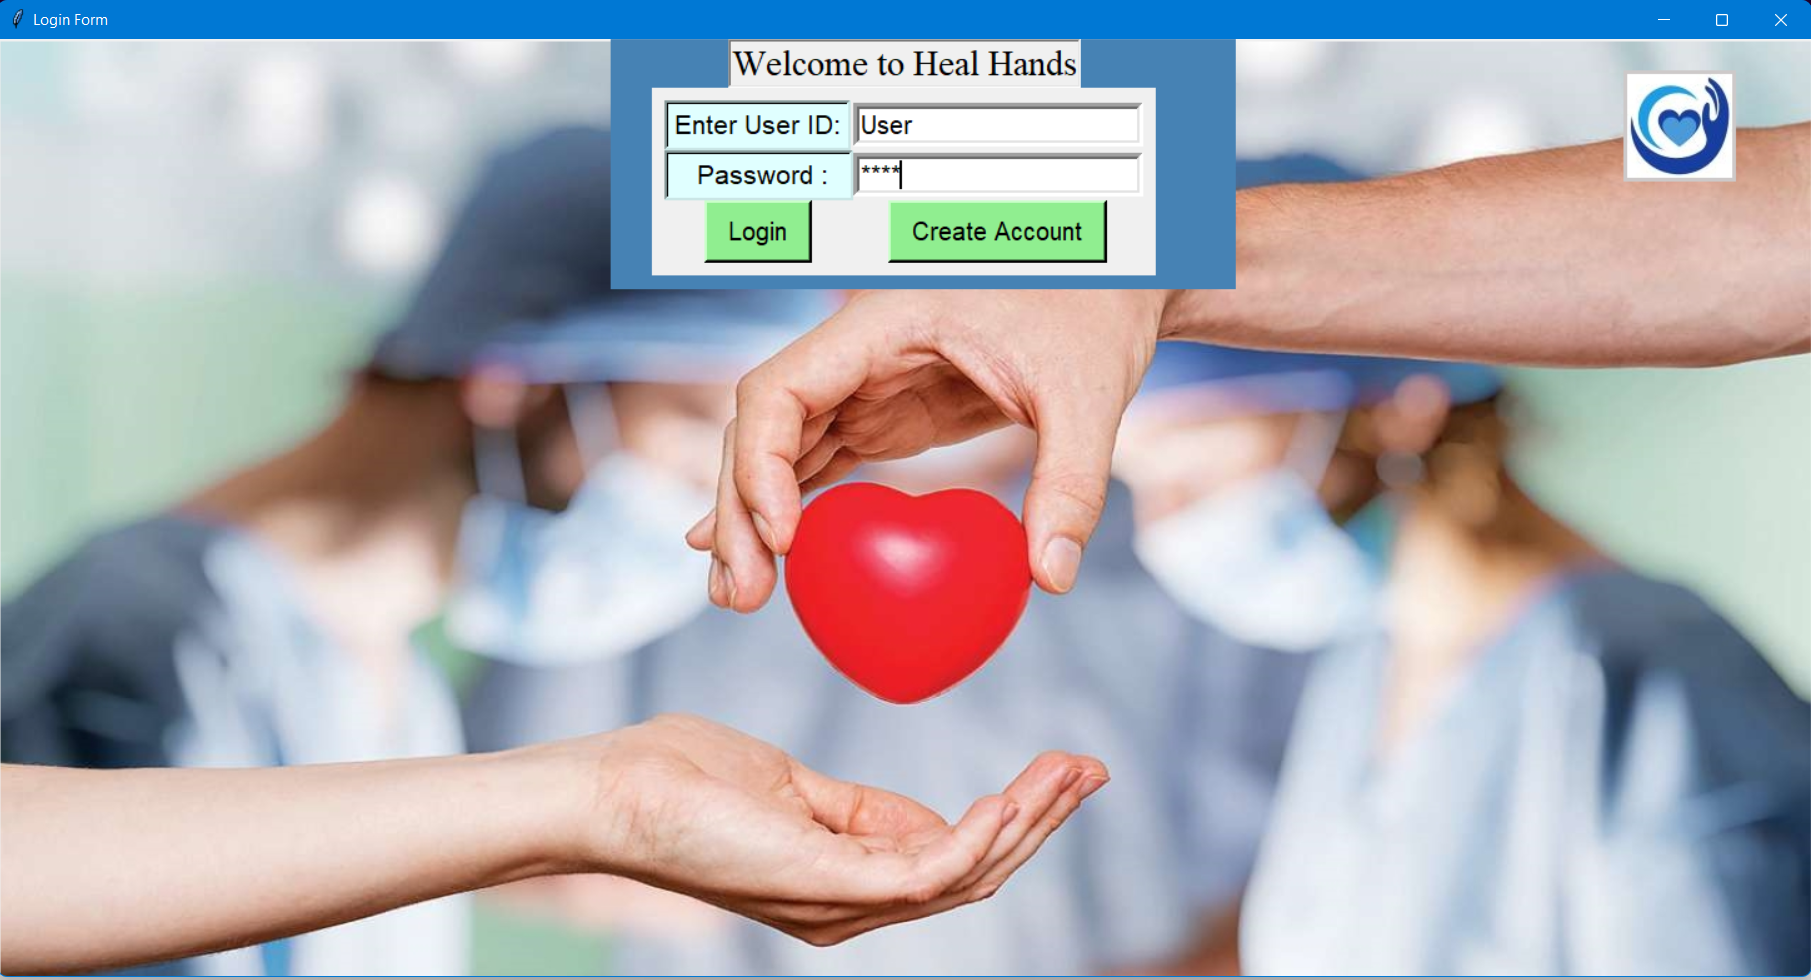 Login Form
Welcome to Heal Hands
Enter User ID: User
Password : ****
Login Create Account